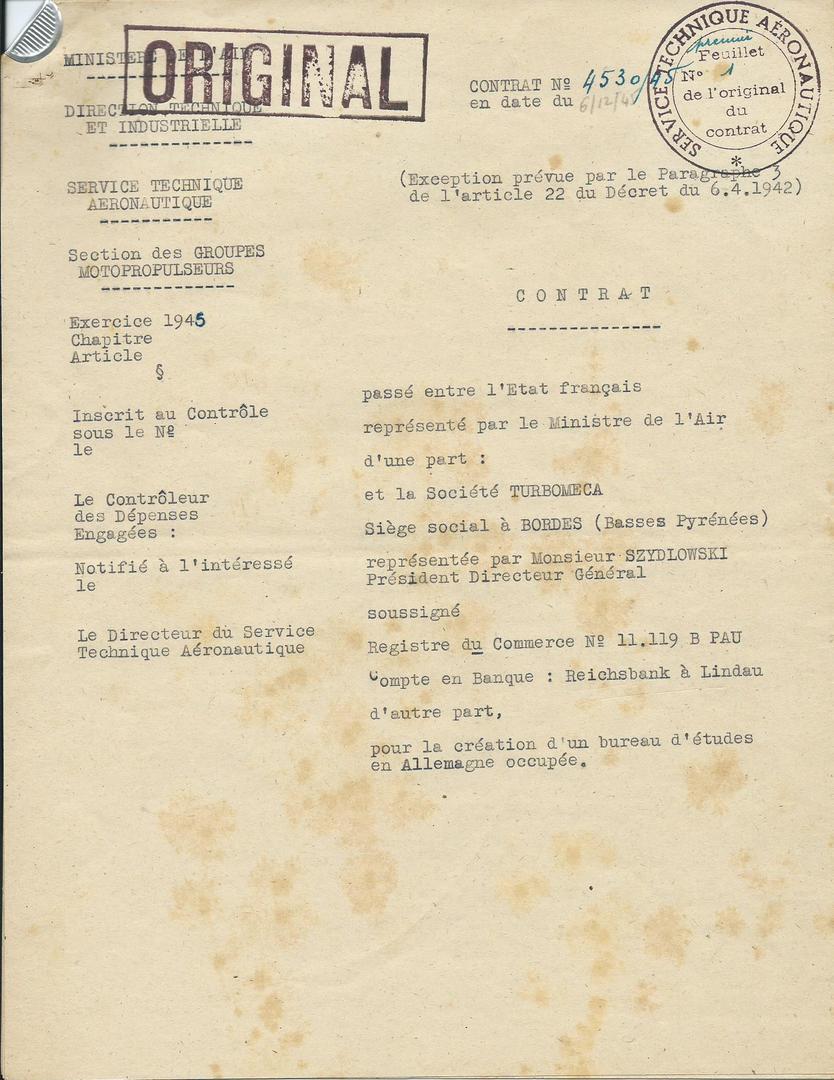 ORIGINAL
MINISTERE DE L'AIR
DIRECTION TECHNIQUE
ET INDUSTRIELLE
SERVICE TECHNIQUE
AERONAUTIQUE
Section des GROUPES
MOTOPROPULSEURS
Exercice 1945
Chapitre
Article
§
Inscrit au Contrôle
sous le Nº
le
Le Contrôleur
des Dépenses
Engagées :
Notifié à l'intéressé
le
Le Directeur du Service
Technique Aéronautique
CONTRAT Nº 4530/45
en date du 6/12/45
SERVICE TECHNIQUE AÉRONAUTIQUE
premier
Feuillet
N° 1
de l'original
du
contrat
*
(Exception prévue par le Paragraphe 3
de l'article 22 du Décret du 6.4.1942)
CONTRAT
passé entre l'Etat français
représenté par le Ministre de l'Air
d'une part :
et la Société TURBOMECA
Siège social à BORDES (Basses Pyrénées)
représentée par Monsieur SZYDLOWSKI
Président Directeur Général
soussigné
Registre du Commerce Nº 11.119 B PAU
Compte en Banque : Reichsbank à Lindau
d'autre part,
pour la création d'un bureau d'études
en Allemagne occupée.